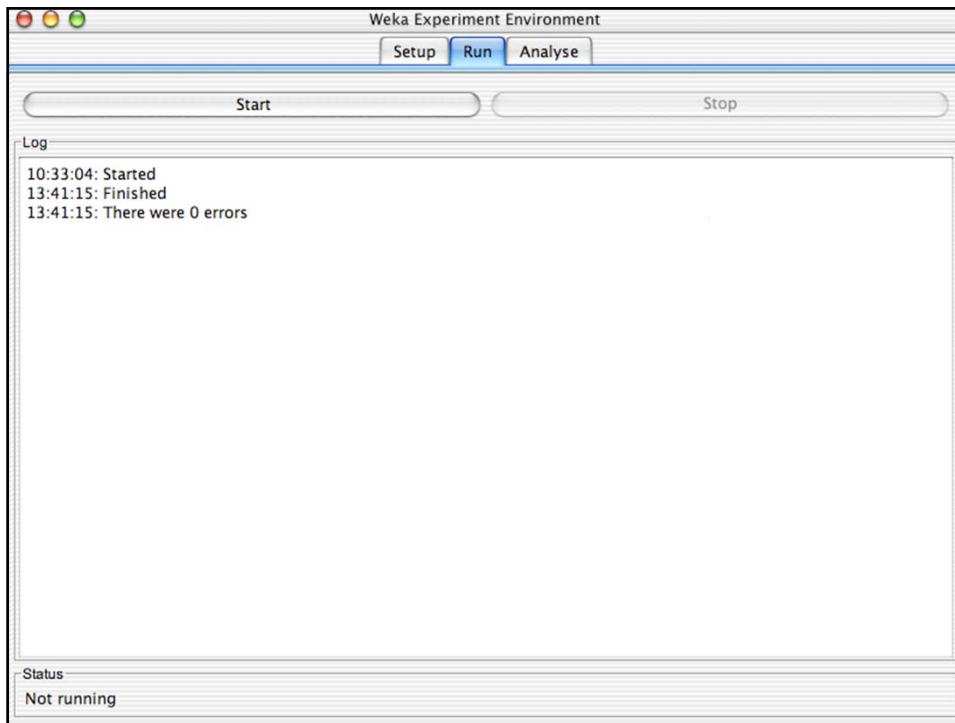 Weka Experiment Environment
Setup Run Analyse
Start Stop
Log
10:33:04: Started
13:41:15: Finished
13:41:15: There were 0 errors
Status
Not running